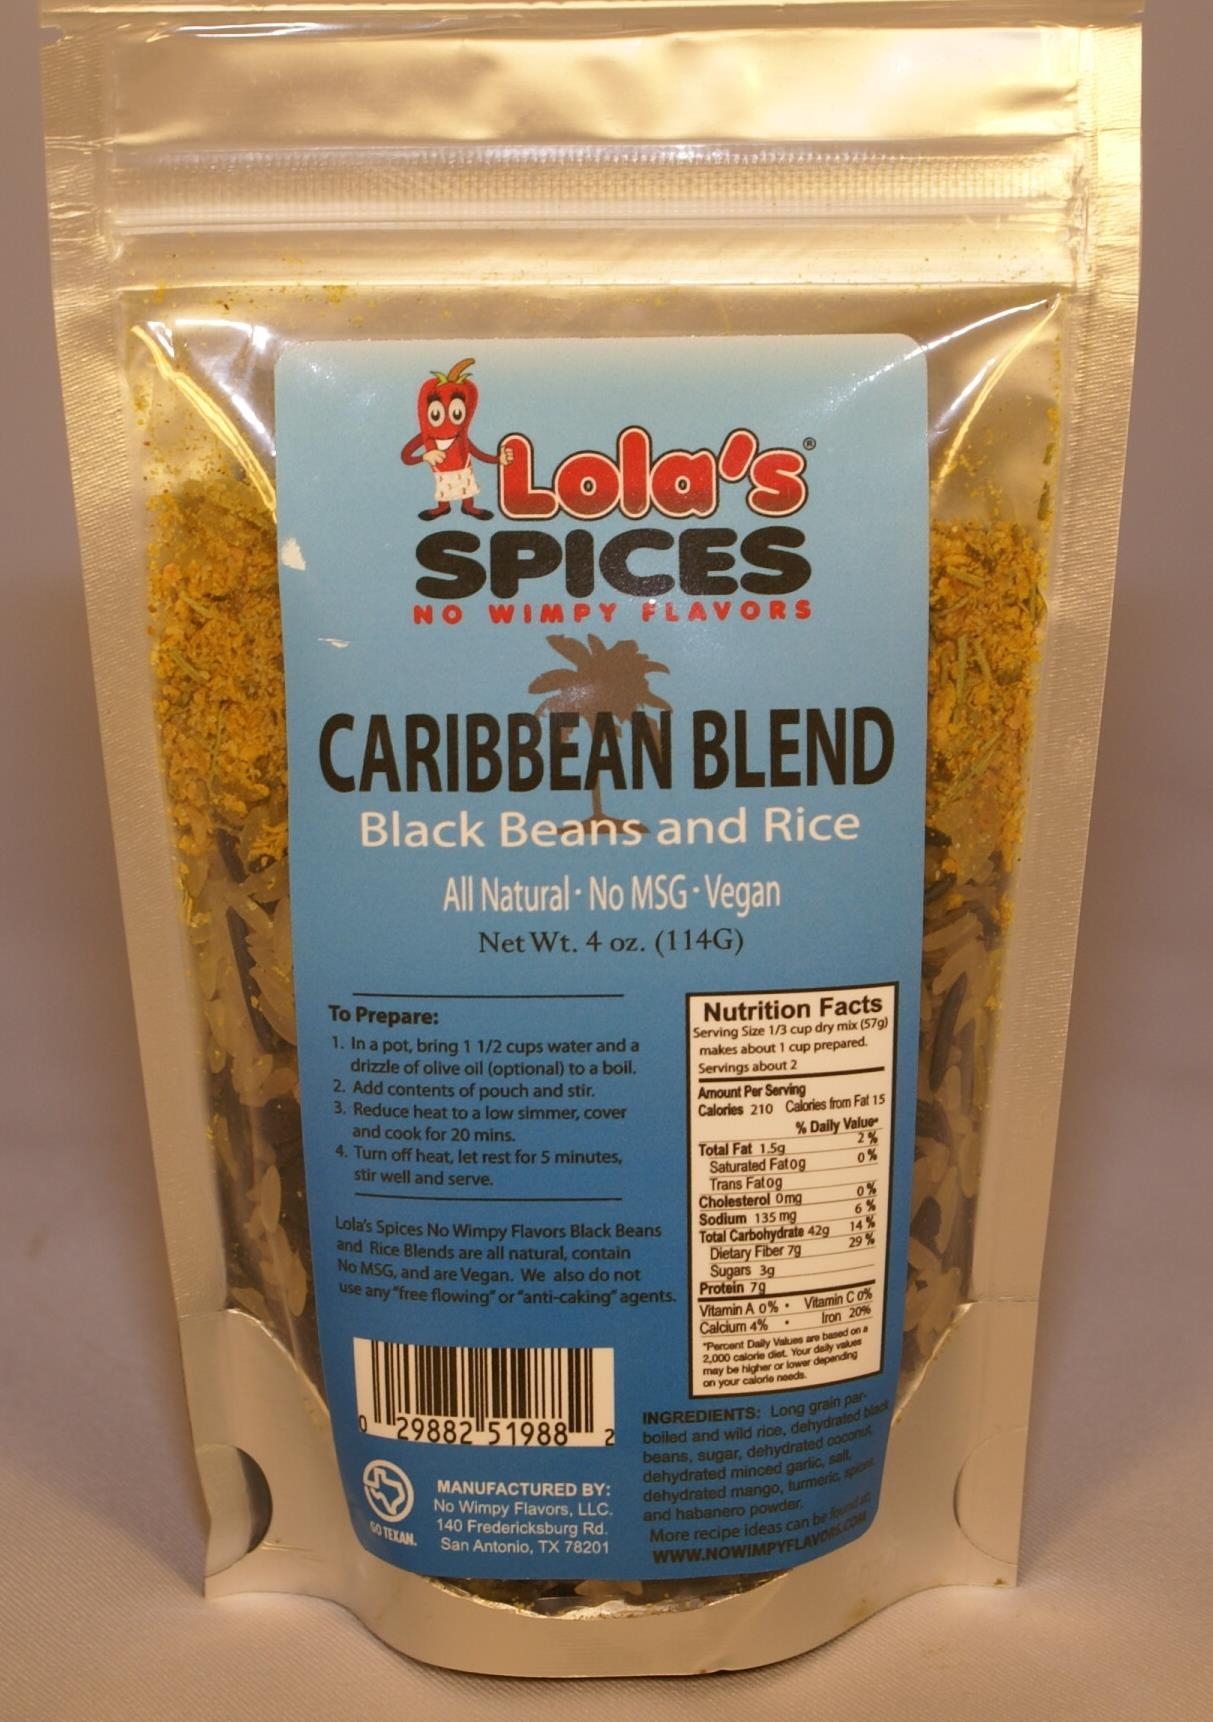 Lola's®
SPICES
NO WIMPY FLAVORS
CARIBBEAN BLEND
Black Beans and Rice
All Natural · No MSG · Vegan
Net Wt. 4 oz. (114G)
To Prepare:
1. In a pot, bring 1 1/2 cups water and a
drizzle of olive oil (optional) to a boil.
2. Add contents of pouch and stir.
3. Reduce heat to a low simmer, cover
and cook for 20 mins.
4. Turn off heat, let rest for 5 minutes,
stir well and serve.
Lola's Spices No Wimpy Flavors Black Beans
and Rice Blends are all natural, contain
No MSG, and are Vegan. We also do not
use any "free flowing" or "anti-caking" agents.
0 29882 51988 2
GO TEXAN.
MANUFACTURED BY:
No Wimpy Flavors, LLC.
140 Fredericksburg Rd.
San Antonio, TX 78201
Nutrition Facts
Serving Size 1/3 cup dry mix (57g)
makes about 1 cup prepared.
Servings about 2
Amount Per Serving
Calories 210 Calories from Fat 15
% Daily Value*
Total Fat 1.5g 2%
Saturated Fat 0g 0%
Trans Fat 0g
Cholesterol 0mg 0%
Sodium 135 mg 6%
Total Carbohydrate 42g 14%
Dietary Fiber 7g 29%
Sugars 3g
Protein 7g
Vitamin A 0% • Vitamin C 0%
Calcium 4% • Iron 20%
*Percent Daily Values are based on a
2,000 calorie diet. Your daily values
may be higher or lower depending
on your calorie needs.
INGREDIENTS: Long grain par-
boiled and wild rice, dehydrated black
beans, sugar, dehydrated coconut,
dehydrated minced garlic, salt,
dehydrated mango, turmeric, spices,
and habanero powder.
More recipe ideas can be found at:
WWW.NOWIMPYFLAVORS.COM